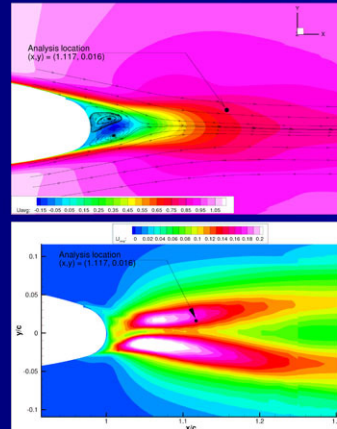 Y
X
Analysis location
(x,y) = (1.117, 0.016)
-0.15 -0.05 0.05 0.15 0.25 0.35 0.45 0.55 0.65 0.75 0.85 0.95 1.05
0 0.02 0.04 0.06 0.08 0.1 0.12 0.14 0.16 0.18 0.2
Analysis location
(x,y) = (1.117, 0.016)
0.1
0.05
y/c
0
-0.05
-0.1
1 1.1 1.2 1.3
x/c